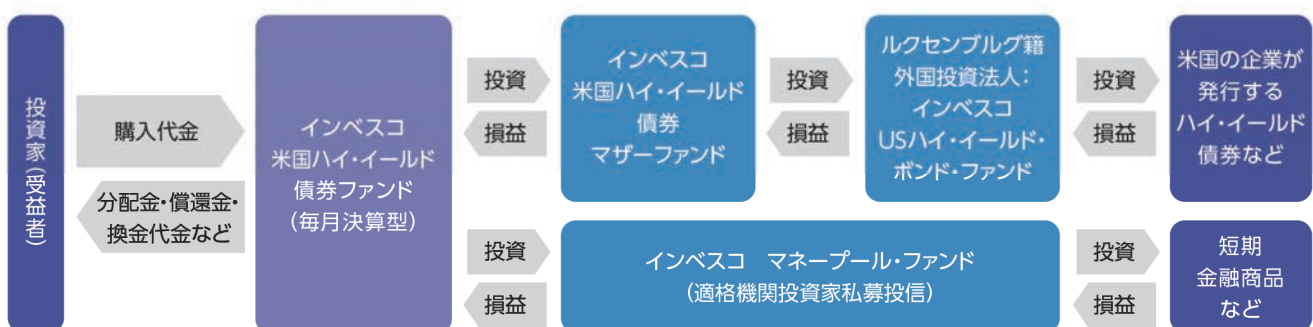 投資家(受益者)
購入代金
分配金・償還金・
換金代金など
インベスコ
米国ハイ・イールド
債券ファンド
(毎月決算型)
投資
損益
インベスコ
米国ハイ・イールド
債券
マザーファンド
投資
損益
ルクセンブルグ籍
外国投資法人:
インベスコ
USハイ・イールド・
ボンド・ファンド
投資
損益
米国の企業が
発行する
ハイ・イールド
債券など
投資
損益
インベスコ　マネープール・ファンド
(適格機関投資家私募投信)
投資
損益
短期
金融商品
など